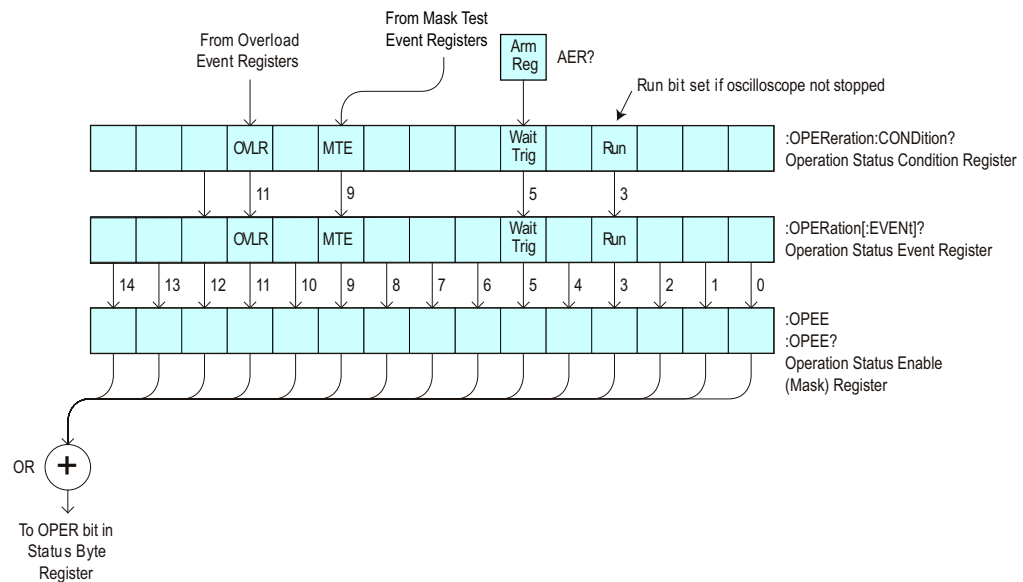 From Mask Test
Event Registers
From Overload
Event Registers
Arm
Reg
AER?
Run bit set if oscilloscope not stopped
OVLR
MTE
Wait
Trig
Run
:OPEReration:CONDition?
Operation Status Condition Register
11
9
5
3
OVLR
MTE
Wait
Trig
Run
:OPERation[:EVENt]?
Operation Status Event Register
14
13
12
11
10
9
8
7
6
5
4
3
2
1
0
:OPEE
:OPEE?
Operation Status Enable
(Mask) Register
OR
+
To OPER bit in
Status Byte
Register